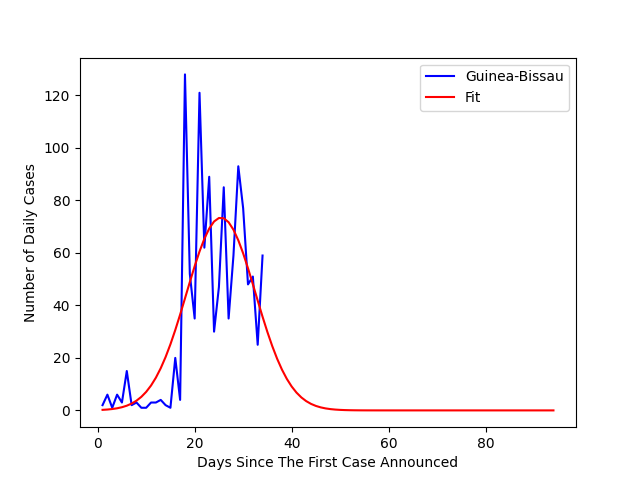 Guinea-Bissau
Fit
120
100
80
60
40
20
0
Number of Daily Cases
0 20 40 60 80
Days Since The First Case Announced